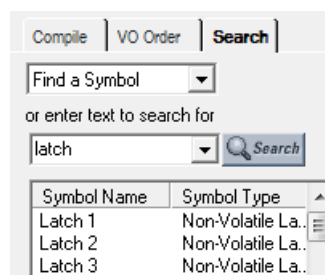 Compile VO Order Search
Find a Symbol
or enter text to search for
latch Search
Symbol Name Symbol Type
Latch 1 Non-Volatile La..
Latch 2 Non-Volatile La..
Latch 3 Non-Volatile La..